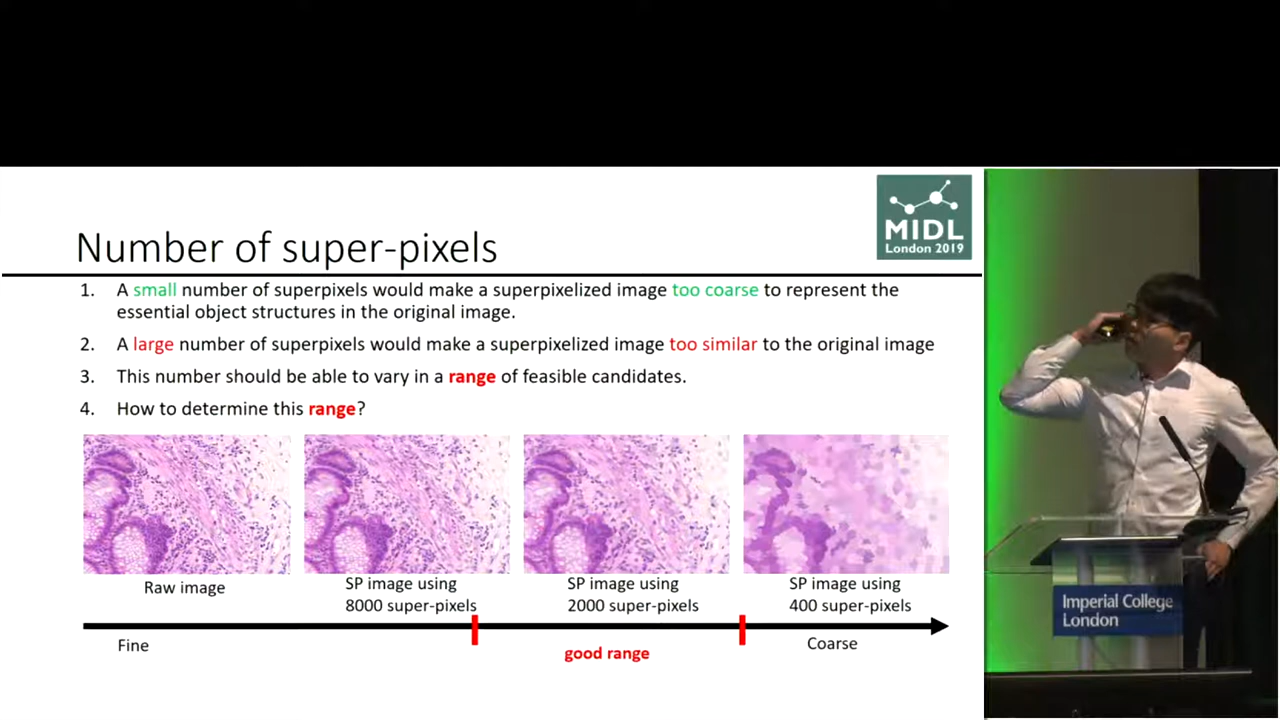 MIDL
London 2019
Number of super-pixels
1. A small number of superpixels would make a superpixelized image too coarse to represent the
essential object structures in the original image.
2. A large number of superpixels would make a superpixelized image too similar to the original image
3. This number should be able to vary in a range of feasible candidates.
4. How to determine this range?
Raw image
SP image using
8000 super-pixels
SP image using
2000 super-pixels
SP image using
400 super-pixels
Fine
good range
Coarse
Imperial College
London